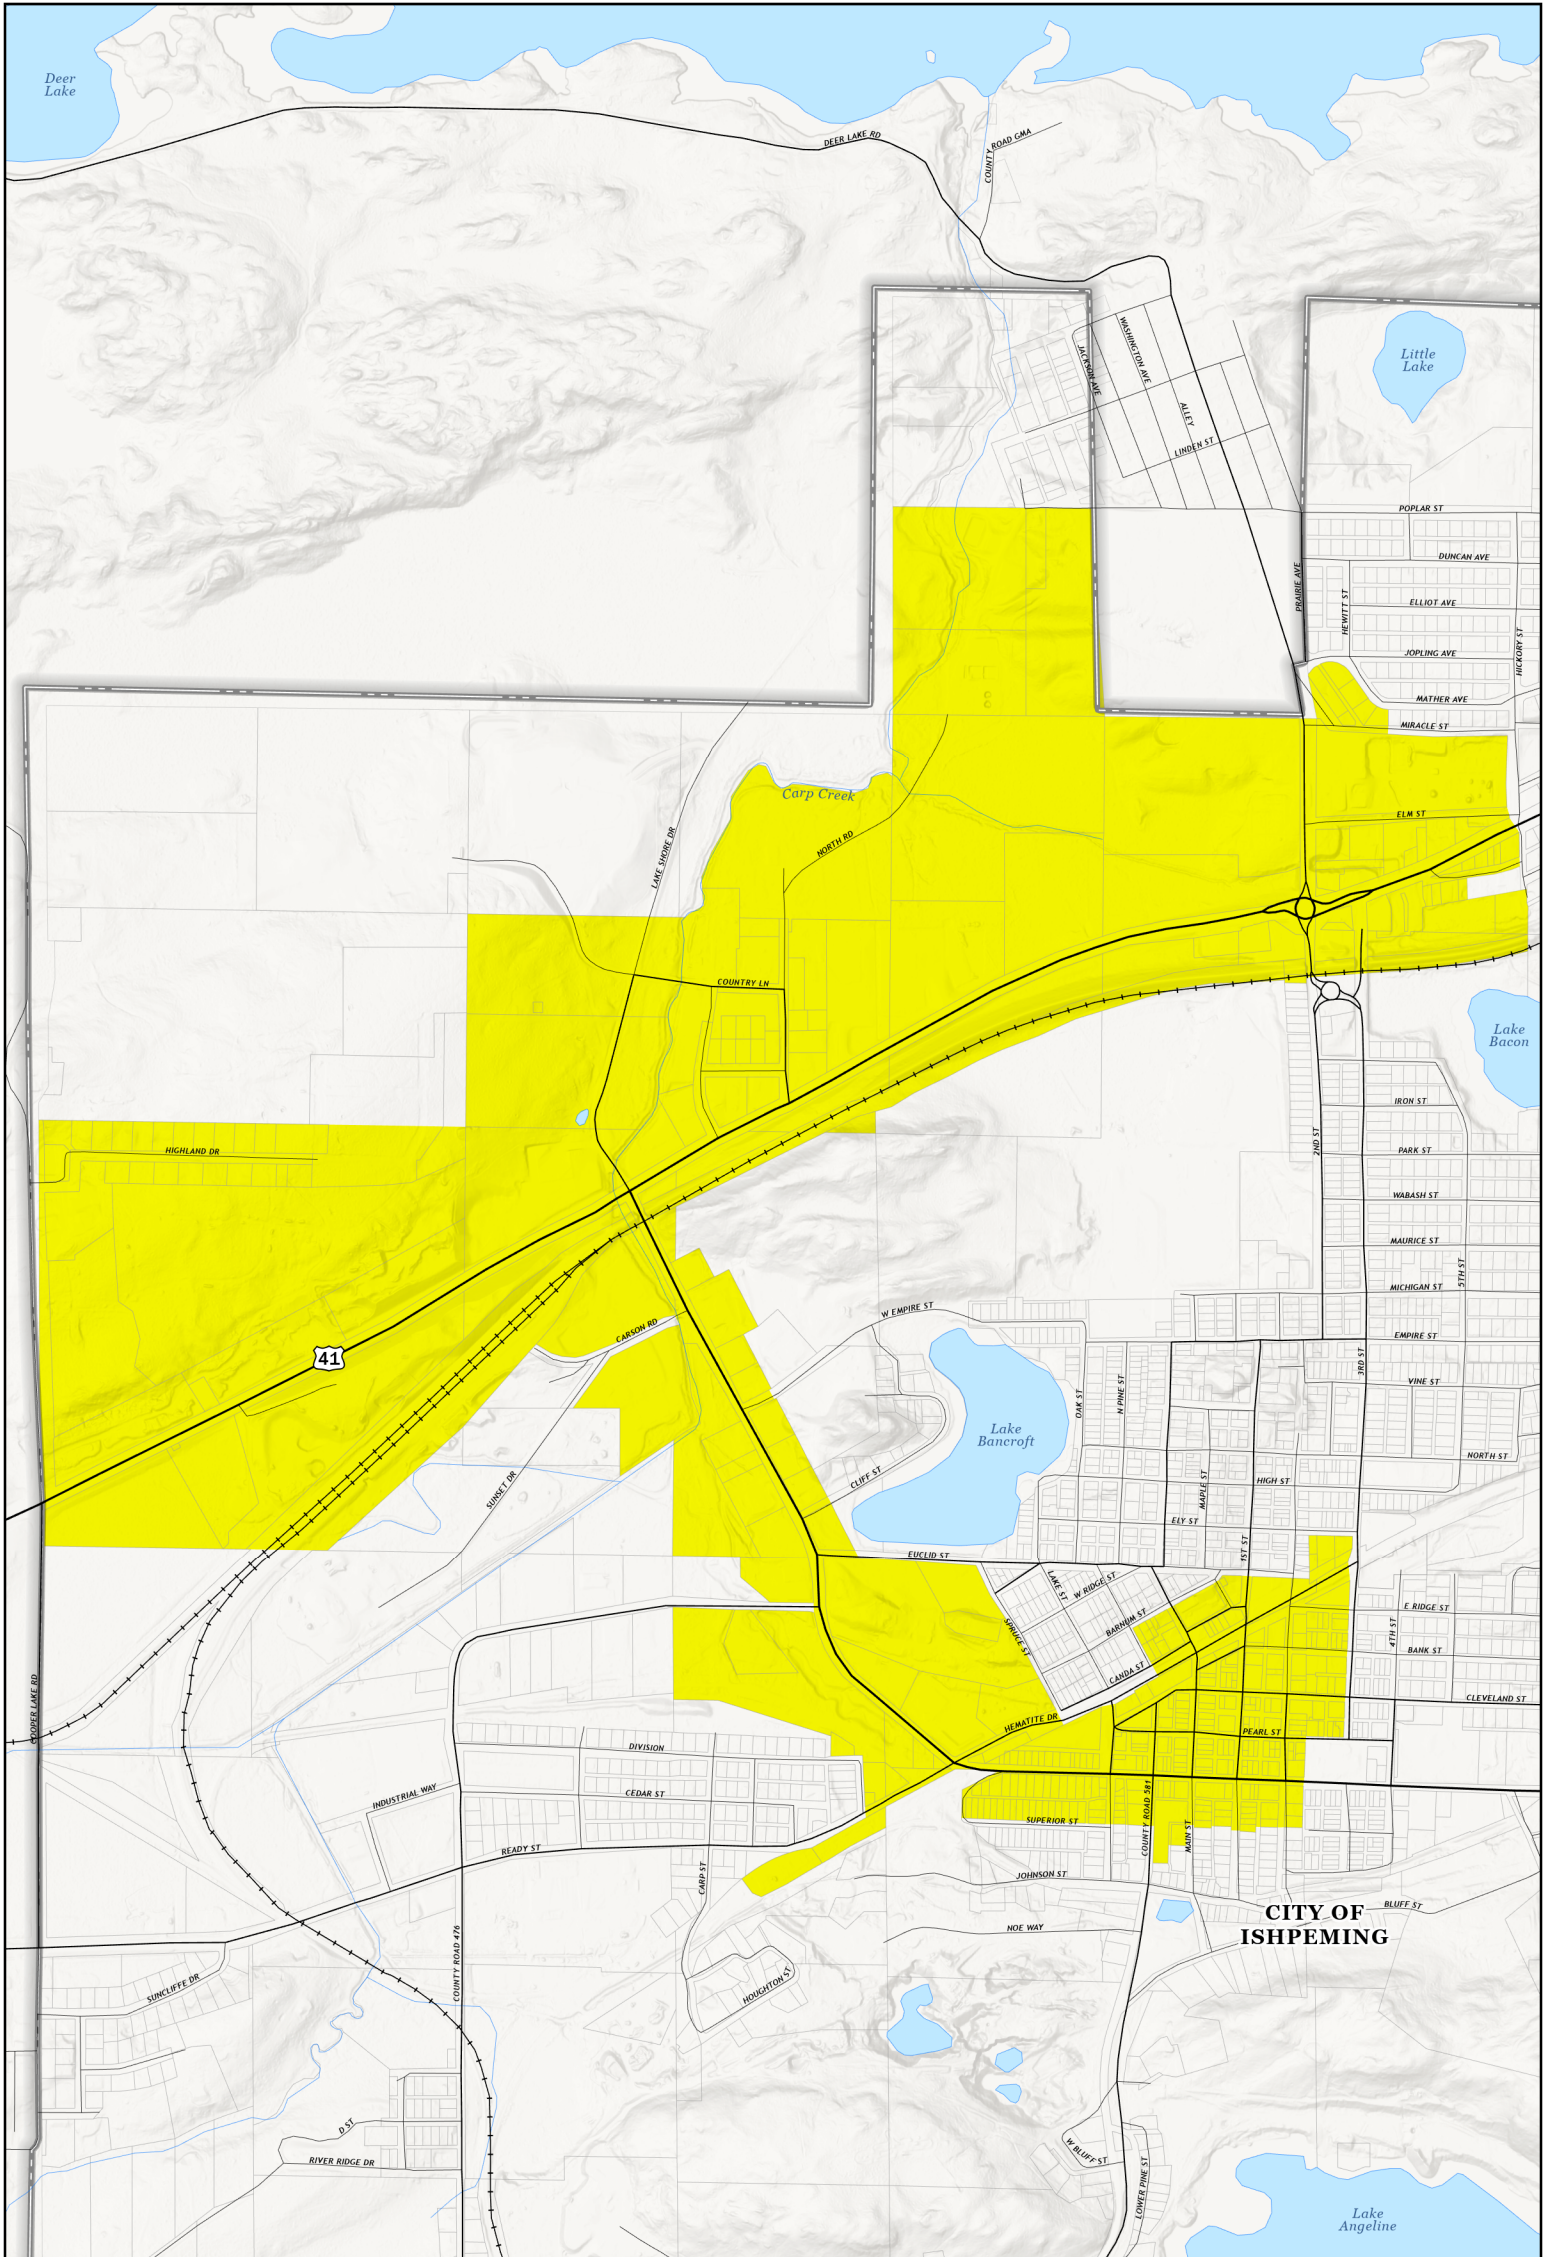 Deer
Lake
DEER LAKE RD
COUNTY ROAD GMA
JACKSON AVE
WASHINGTON AVE
ALLEY
LINDEN ST
Little
Lake
POPLAR ST
DUNCAN AVE
PRAIRIE AVE
HEWITT ST
ELLIOT AVE
HICKORY ST
JOPLING AVE
MATHER AVE
MIRACLE ST
Carp Creek
NORTH RD
LAKE SHORE DR
ELM ST
COUNTRY LN
Lake
Bacon
IRON ST
2ND ST
PARK ST
HIGHLAND DR
WABASH ST
MAURICE ST
5TH ST
MICHIGAN ST
W EMPIRE ST
CARSON RD
EMPIRE ST
41
3RD ST
VINE ST
OAK ST
N PINE ST
Lake
Bancroft
NORTH ST
CLIFF ST
SUNSET DR
MAPLE ST
HIGH ST
ELY ST
1ST ST
EUCLID ST
LAKE ST
W RIDGE ST
E RIDGE ST
SPRUCE ST
BARNUM ST
4TH ST
BANK ST
CANDA ST
COOPER LAKE RD
CLEVELAND ST
HEMATITE DR
PEARL ST
DIVISION
INDUSTRIAL WAY
CEDAR ST
COUNTY ROAD 581
SUPERIOR ST
MAIN ST
READY ST
CARP ST
JOHNSON ST
BLUFF ST
CITY OF
ISHPEMING
NOE WAY
COUNTY ROAD 476
SUNCLIFFE DR
HOUGHTON ST
D ST
RIVER RIDGE DR
W BLUFF ST
LOWER PINE ST
Lake
Angeline